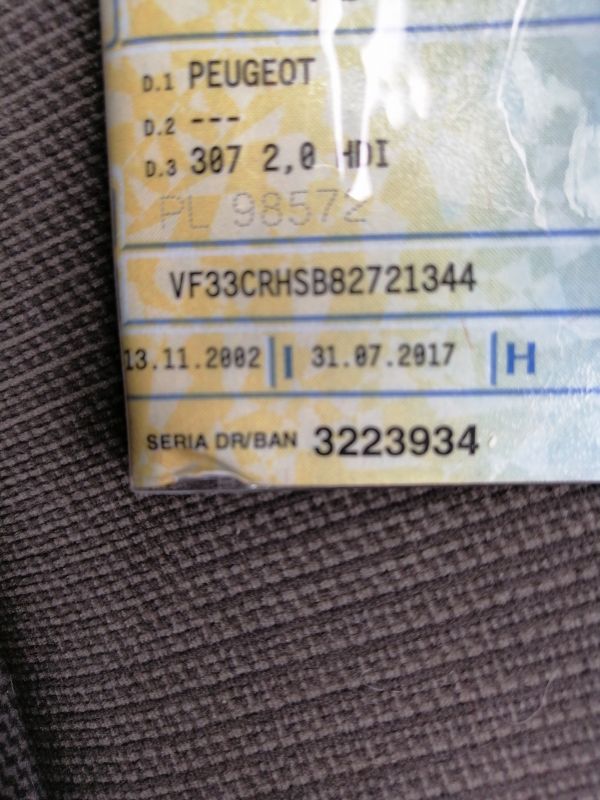 D.1 PEUGEOT
D.2 ---
D.3 307 2,0 HDI
PL 98572
VF33CRHSB82721344
13.11.2002 I 31.07.2017 H
SERIA DR/BAN 3223934